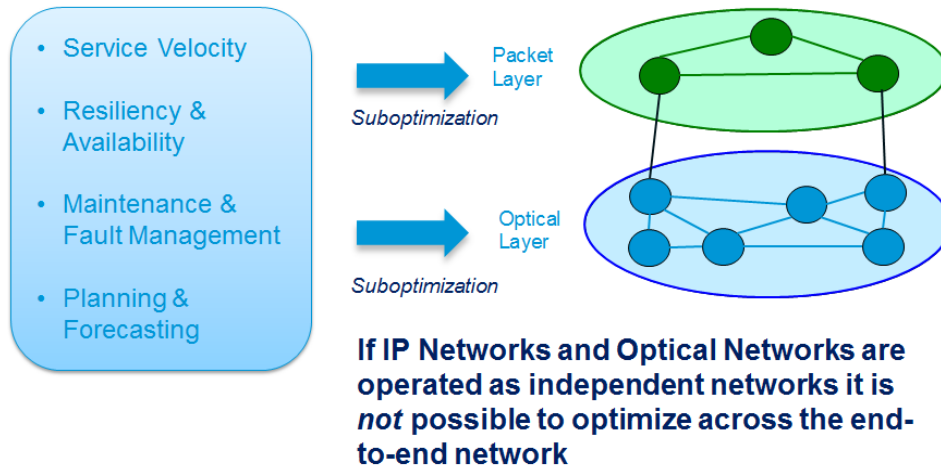 • Service Velocity
• Resiliency &
Availability
• Maintenance &
Fault Management
• Planning &
Forecasting
Packet
Layer
Suboptimization
Optical
Layer
Suboptimization
If IP Networks and Optical Networks are
operated as independent networks it is
not possible to optimize across the end-
to-end network